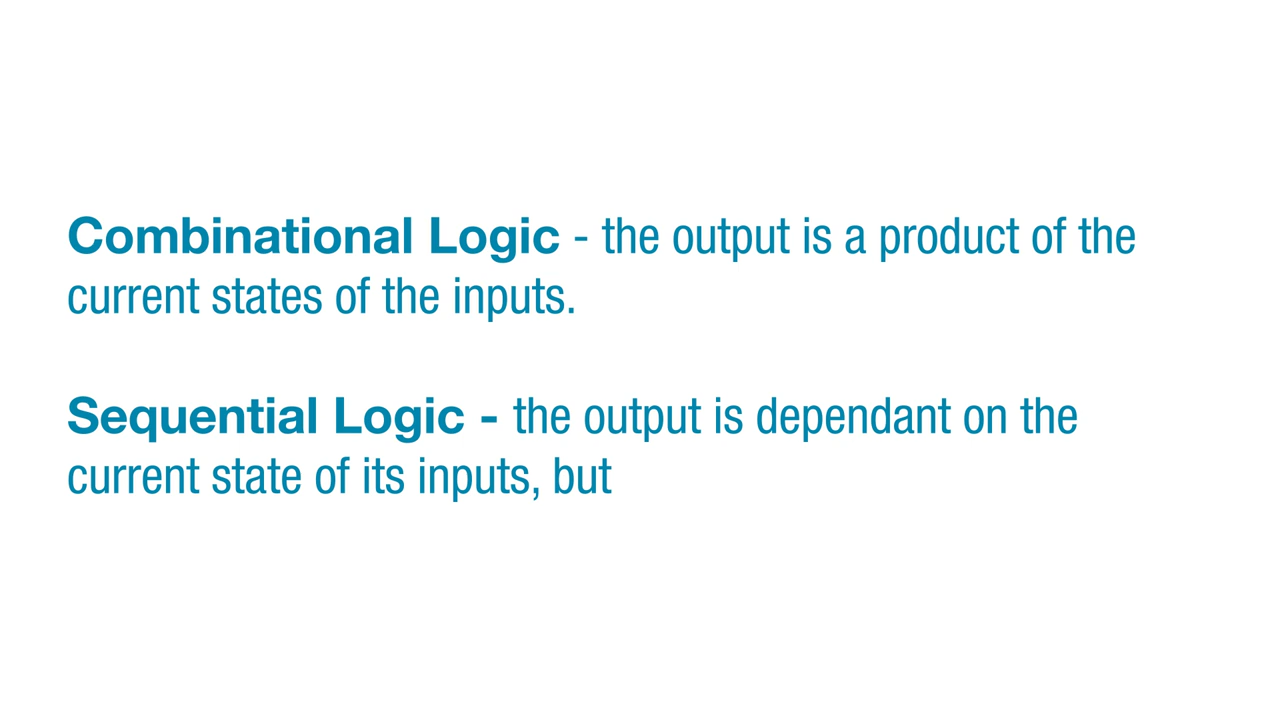 Combinational Logic - the output is a product of the
current states of the inputs.
Sequential Logic - the output is dependant on the
current state of its inputs, but